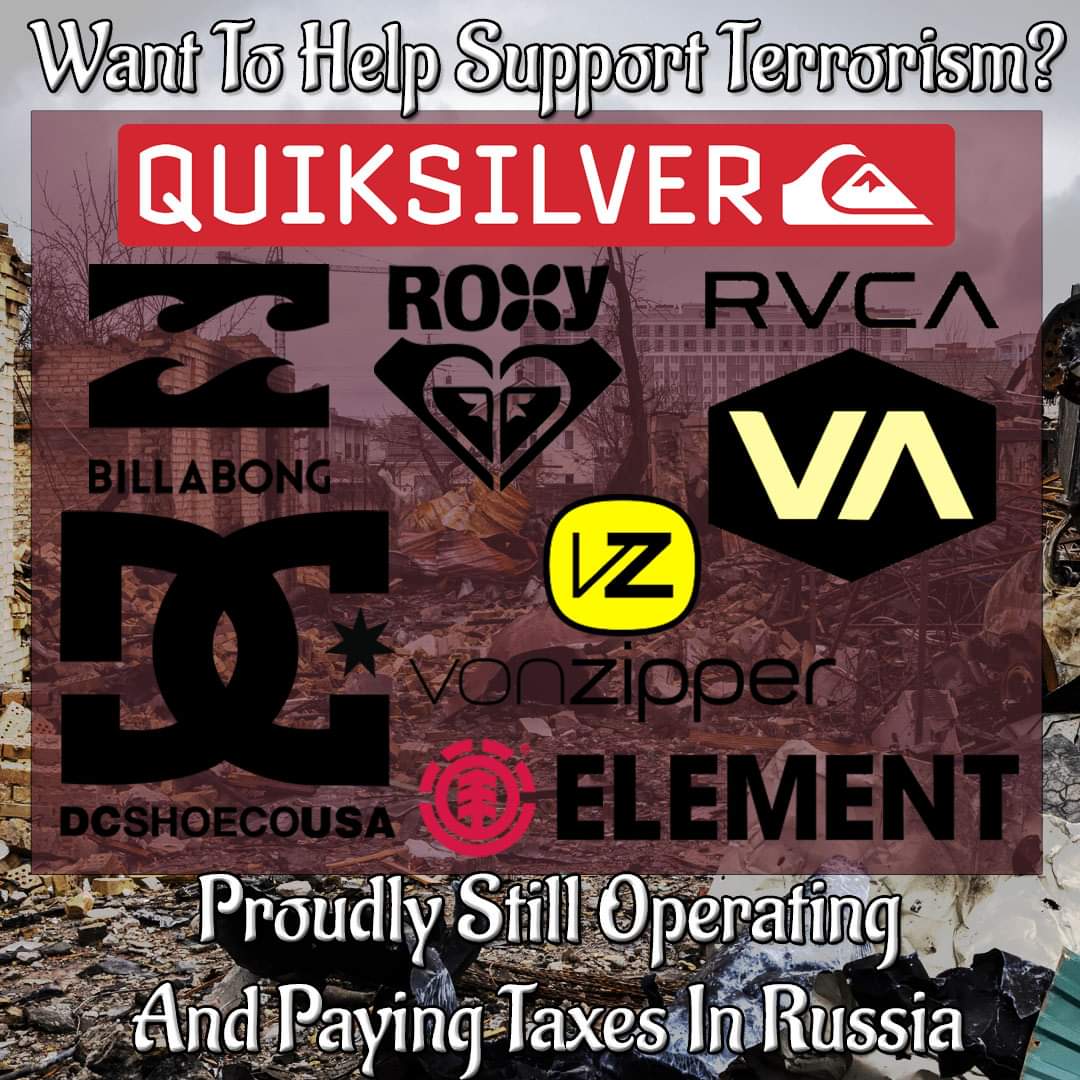 Want To Help Support Terrorism?
QUIKSILVER
ROXY
RVCA
BILLABONG
VA
VZ
DC
vonzipper
DCSHOECOUSA
ELEMENT
Proudly Still Operating
And Paying Taxes In Russia